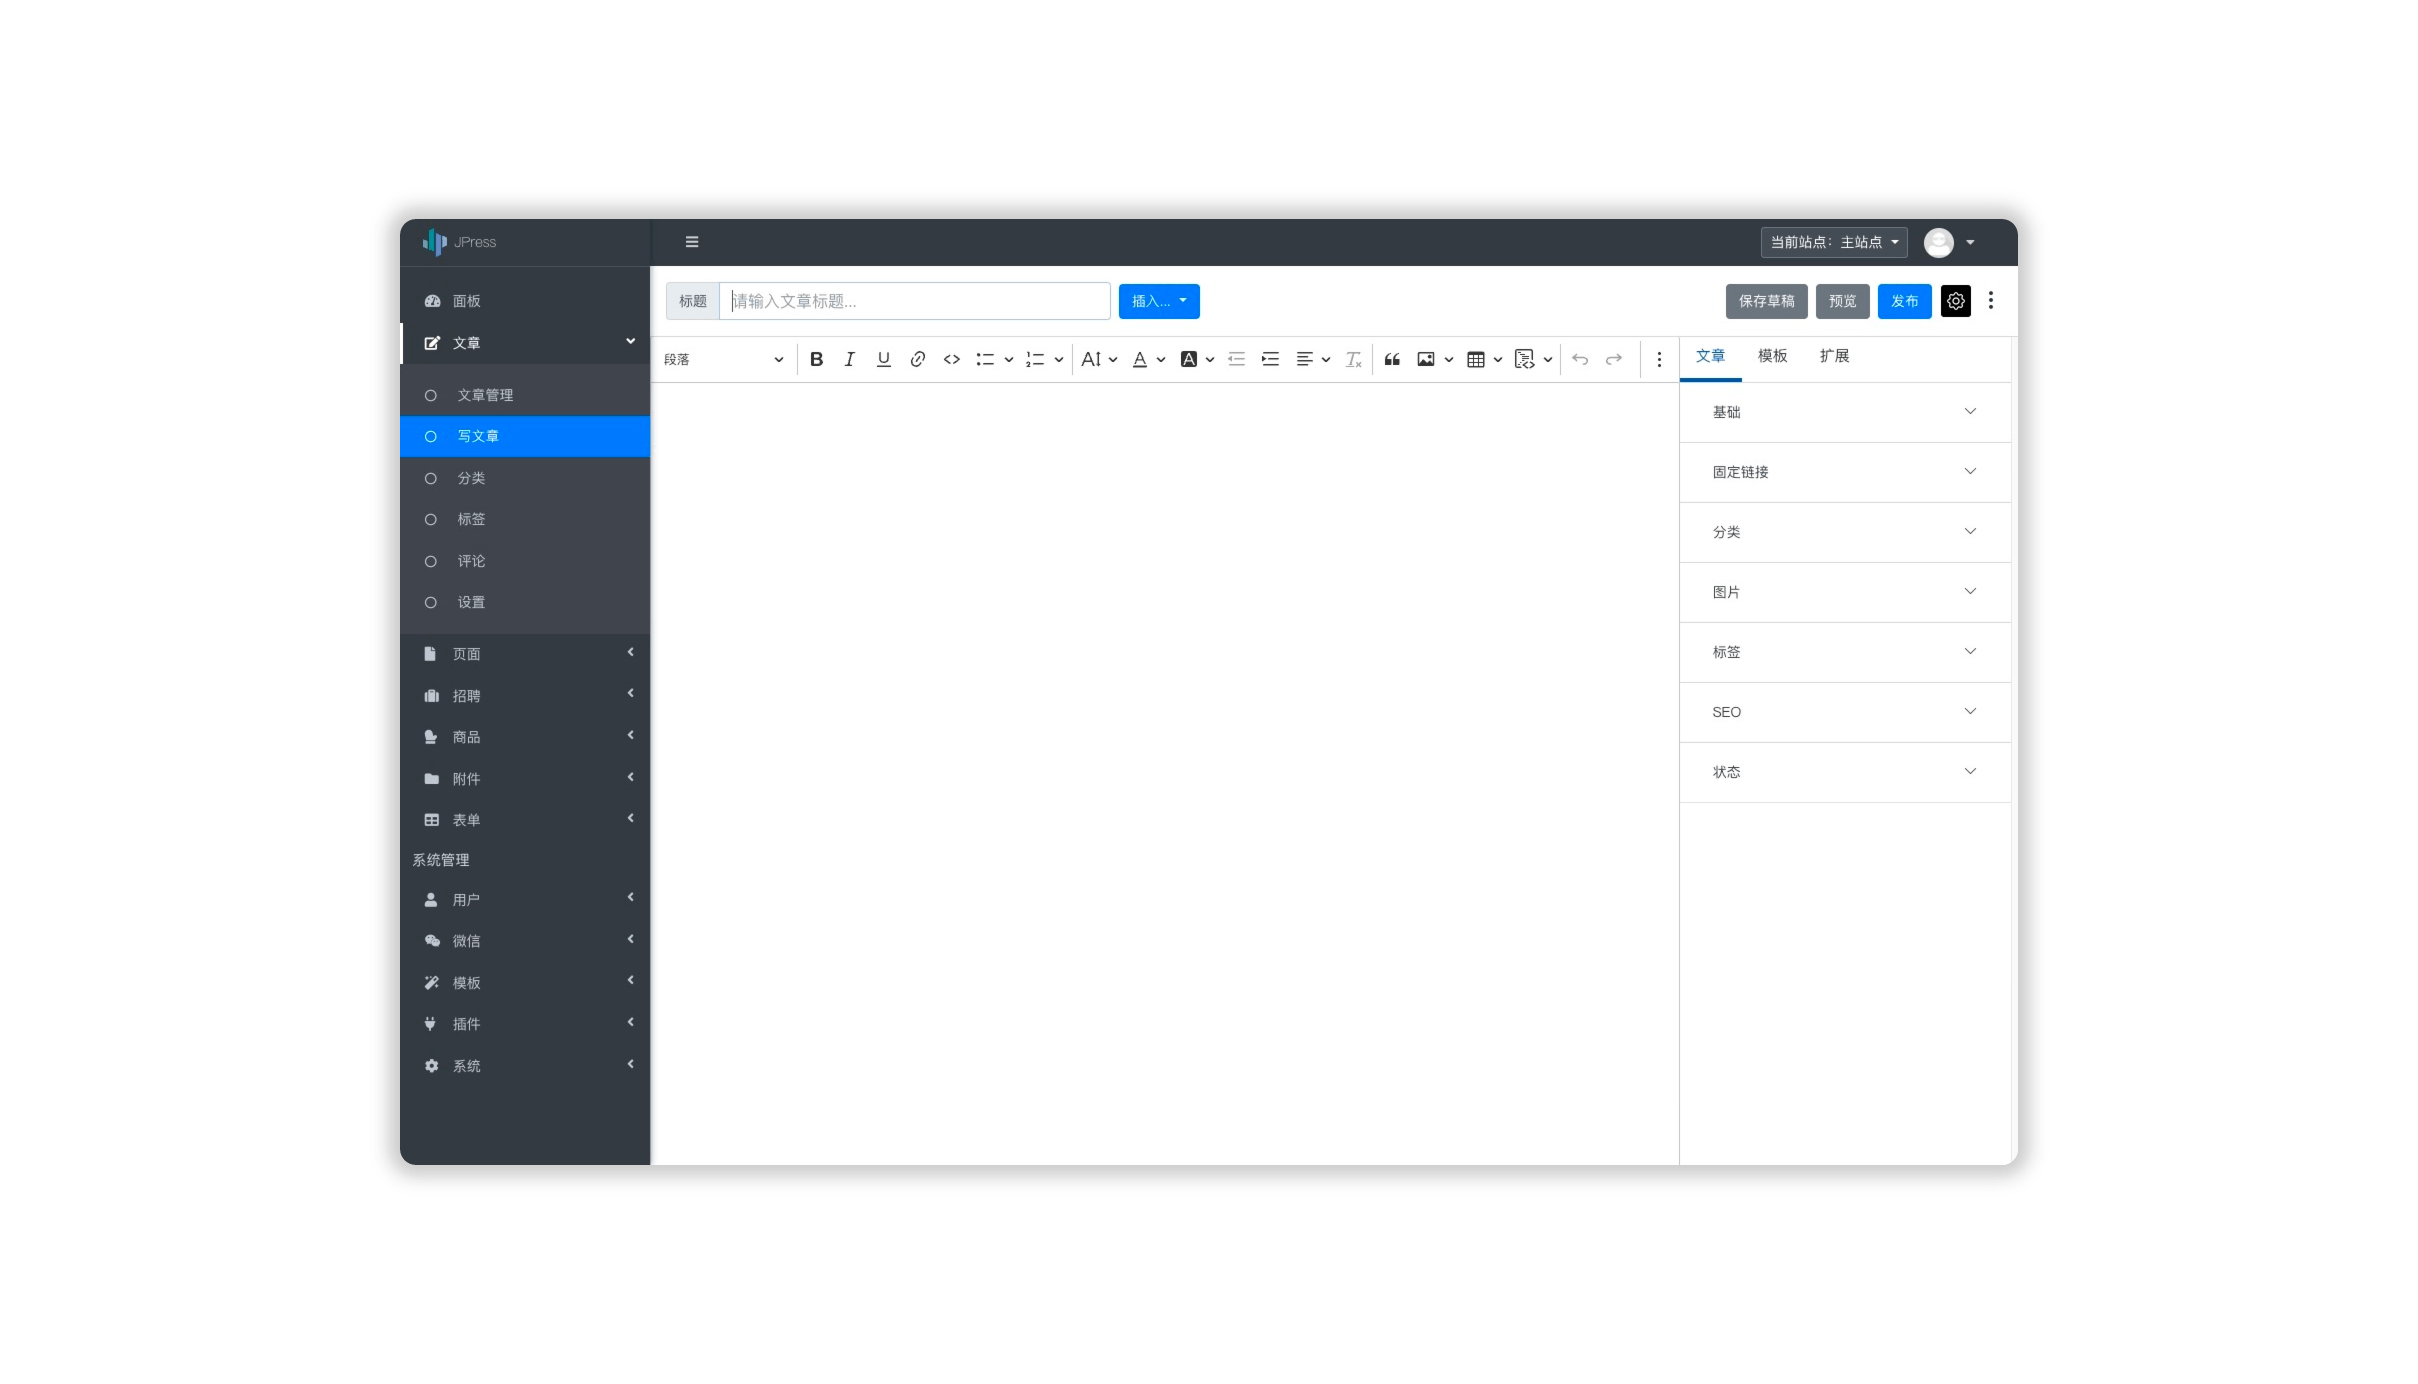 JPress
当前站点：主站点
面板
文章
文章管理
写文章
分类
标签
评论
设置
页面
招聘
商品
附件
表单
系统管理
用户
微信
模板
插件
系统
标题
请输入文章标题...
插入...
保存草稿
预览
发布
段落
文章
模板
扩展
基础
固定链接
分类
图片
标签
SEO
状态